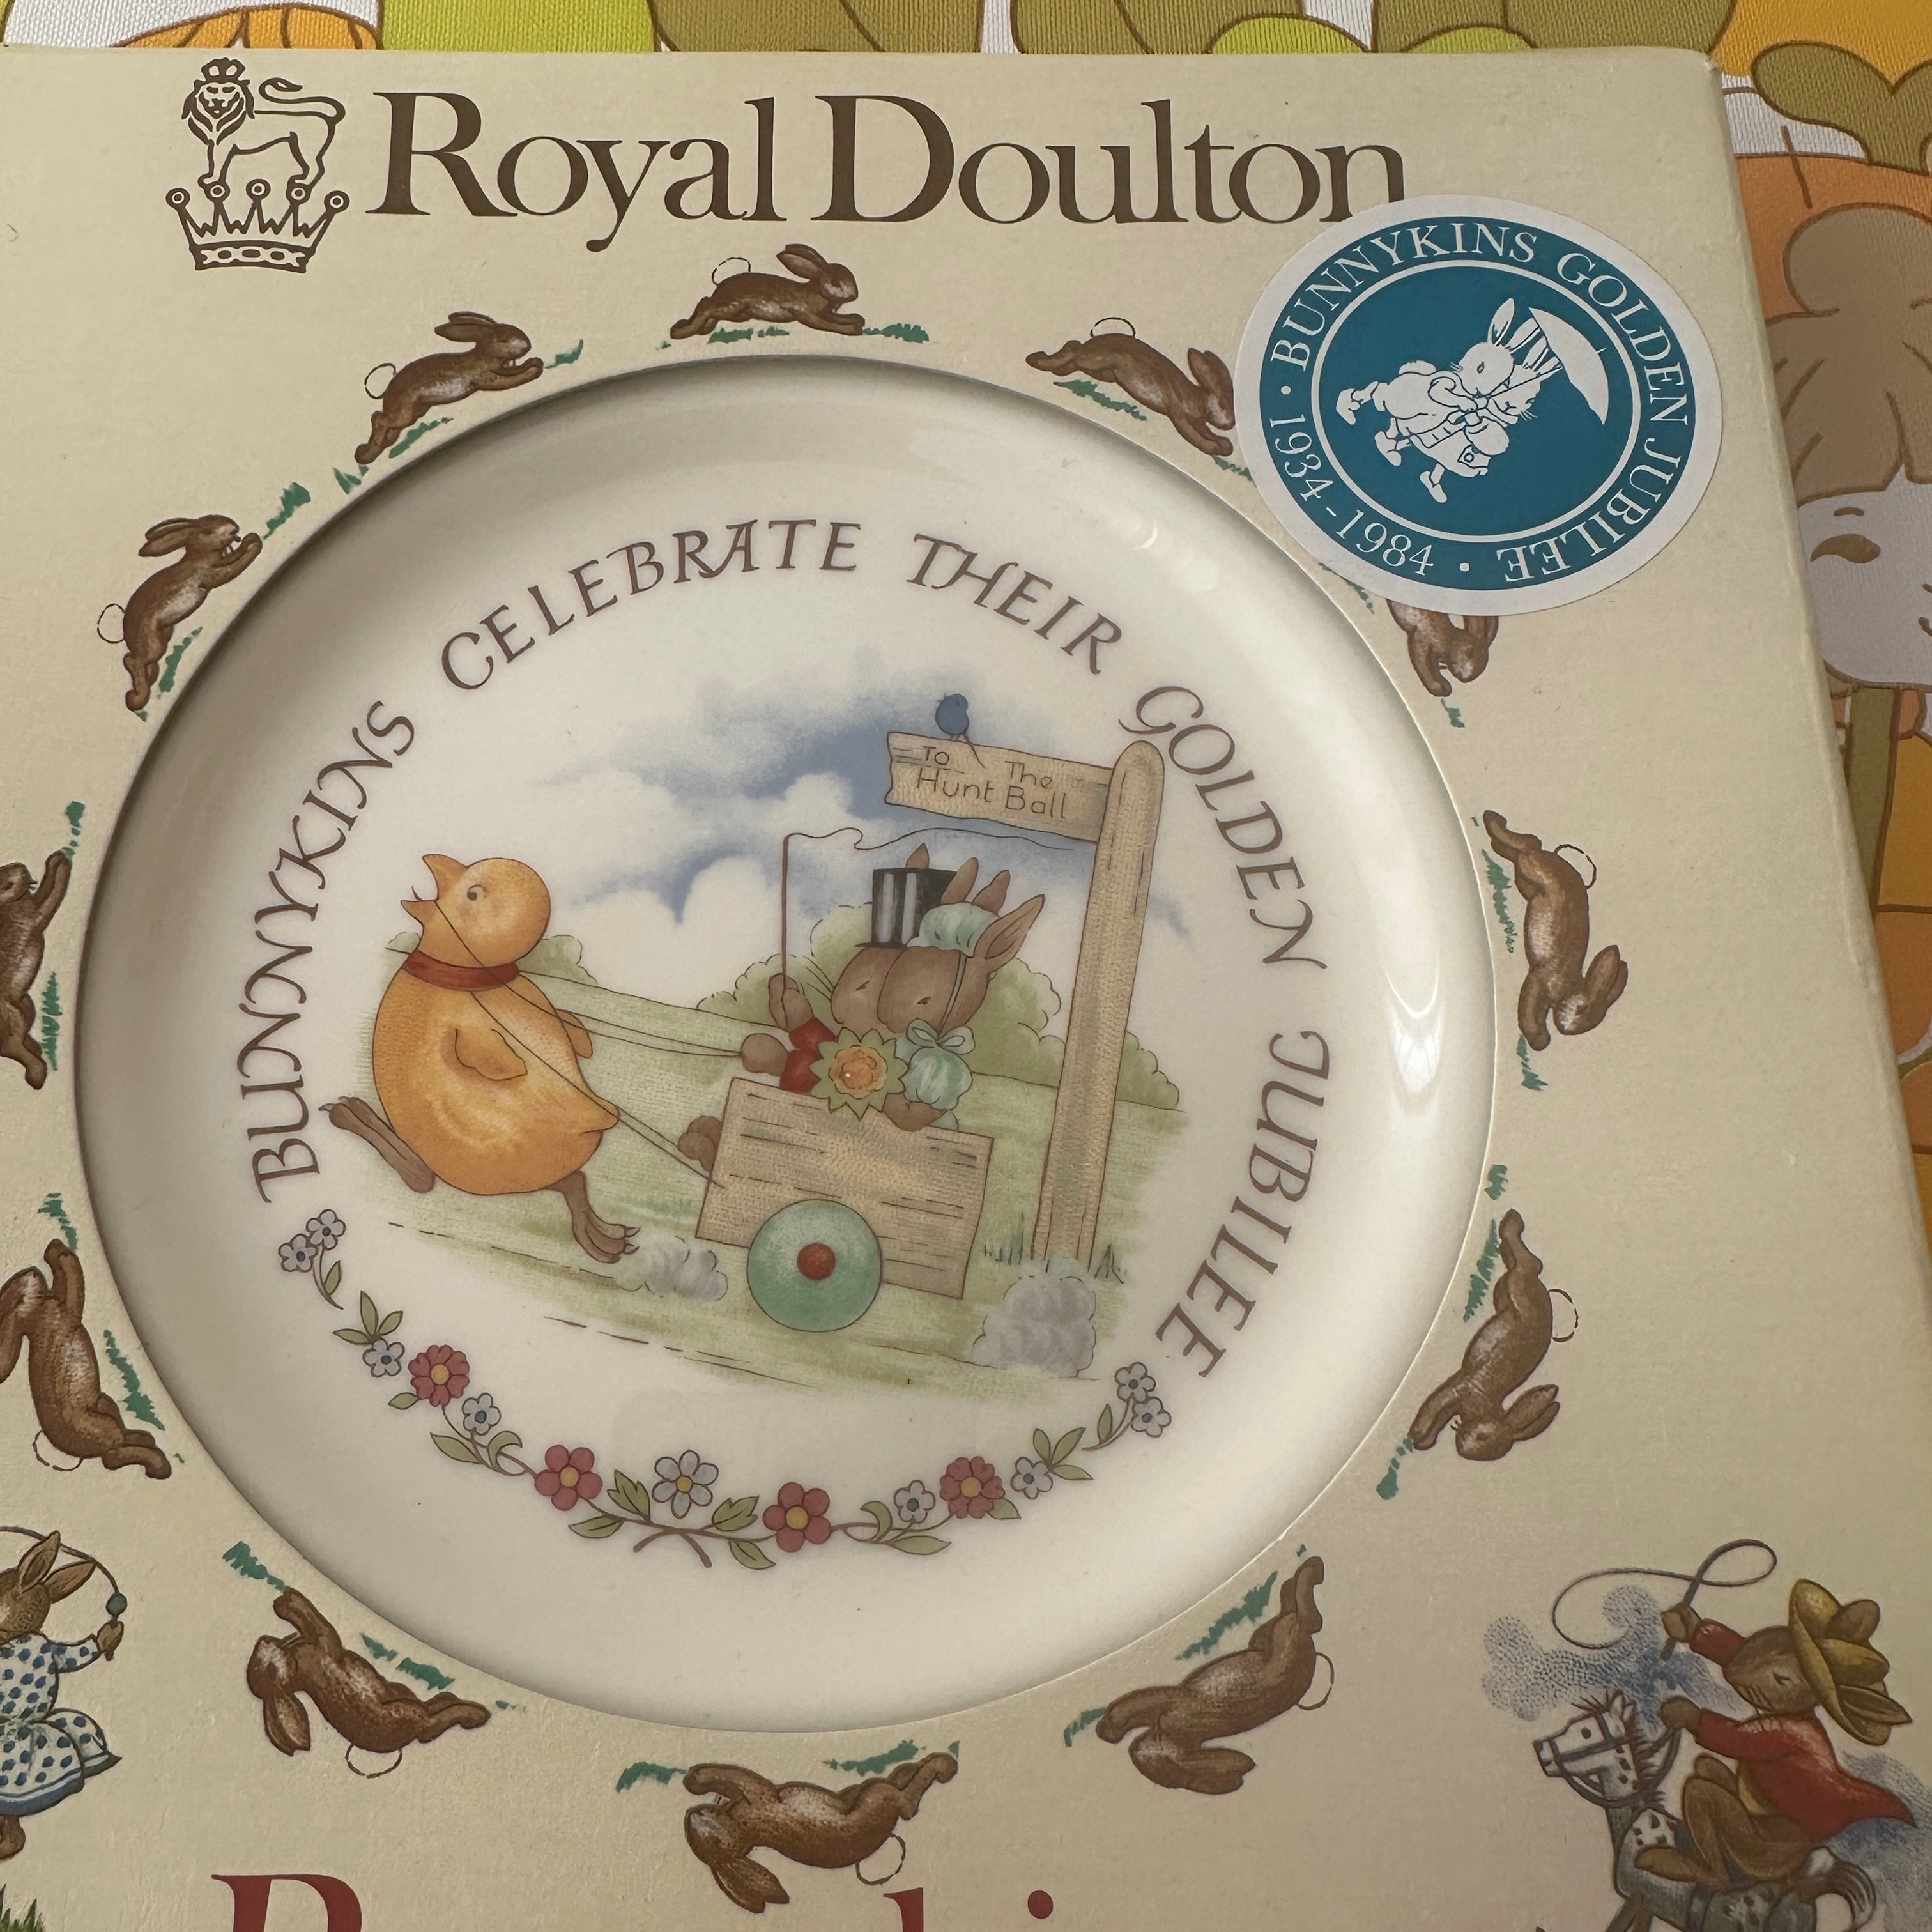 Royal Doulton
BUNNYKINS GOLDEN JUBILEE
· 1934-1984 ·
BUNNYKINS CELEBRATE THEIR GOLDEN JUBILEE
To The
Hunt Ball